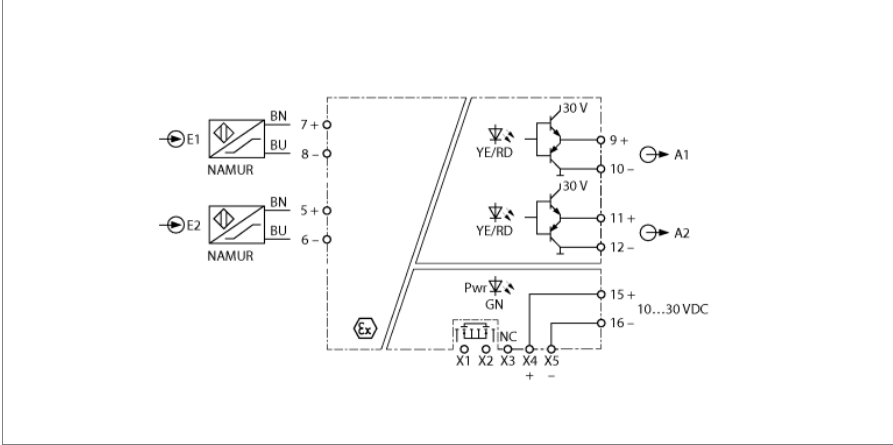 30 V
BN
7 +
9 +
E1
YE/RD
A1
BU
8 –
10 –
NAMUR
30 V
BN
5 +
11 +
E2
YE/RD
A2
BU
6 –
12 –
NAMUR
Pwr
15 +
GN
10...30 VDC
Ex
16 –
NC
X1 X2 X3 X4 X5
+ –